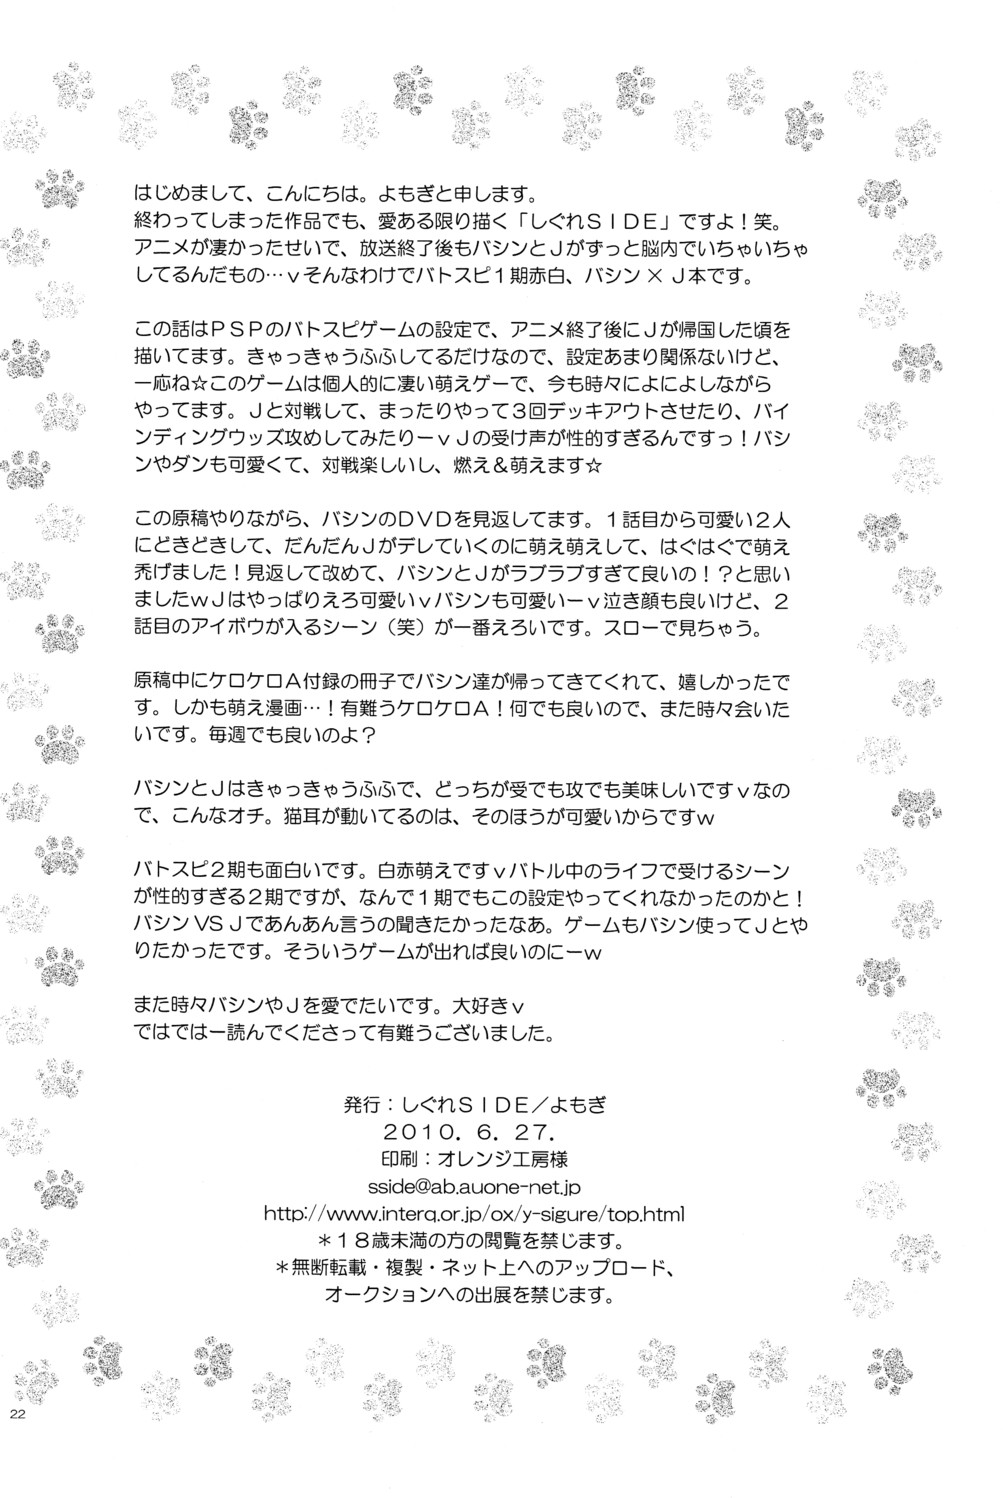 はじめまして、こんにちは。よもぎと申します。
終わってしまった作品でも、愛ある限り描く「しぐれＳＩＤＥ」ですよ！笑。
アニメが凄かったせいで、放送終了後もバシンとＪがずっと脳内でいちゃいちゃ
してるんだもの…ｖそんなわけでバトスピ１期赤白、バシン×Ｊ本です。
この話はＰＳＰのバトスピゲームの設定で、アニメ終了後にＪが帰国した頃を
描いてます。きゃっきゃうふふしてるだけなので、設定あまり関係ないけど、
一応ね☆このゲームは個人的に凄い萌えゲーで、今も時々によによしながら
やってます。Ｊと対戦して、まったりやって３回デッキアウトさせたり、バイ
ンディングウッズ攻めしてみたりーｖＪの受け声が性的すぎるんですっ！バシ
ンやダンも可愛くて、対戦楽しいし、燃え＆萌えます☆
この原稿やりながら、バシンのＤＶＤを見返してます。１話目から可愛い２人
にどきどきして、だんだんＪがデレていくのに萌え萌えして、はぐはぐで萌え
禿げました！見返して改めて、バシンとＪがラブラブすぎて良いの！？と思い
ましたｗＪはやっぱりえろ可愛いｖバシンも可愛いーｖ泣き顔も良いけど、２
話目のアイボウが入るシーン（笑）が一番えろいです。スローで見ちゃう。
原稿中にケロケロＡ付録の冊子でバシン達が帰ってきてくれて、嬉しかったで
す。しかも萌え漫画…！有難うケロケロＡ！何でも良いので、また時々会いた
いです。毎週でも良いのよ？
バシンとＪはきゃっきゃうふふで、どっちが受でも攻でも美味しいですｖなの
で、こんなオチ。猫耳が動いてるのは、そのほうが可愛いからですｗ
バトスピ２期も面白いです。白赤萌えですｖバトル中のライフで受けるシーン
が性的すぎる２期ですが、なんで１期でもこの設定やってくれなかったのかと！
バシンVSＪであんあん言うの聞きたかったなあ。ゲームもバシン使ってＪとや
りたかったです。そういうゲームが出れば良いのにーｗ
また時々バシンやＪを愛でたいです。大好きｖ
ではではー読んでくださって有難うございました。
発行：しぐれＳＩＤＥ／よもぎ
２０１０．６．２７．
印刷：オレンジ工房様
sside@ab.auone-net.jp
http://www.interq.or.jp/ox/y-sigure/top.html
＊１８歳未満の方の閲覧を禁じます。
＊無断転載・複製・ネット上へのアップロード、
オークションへの出展を禁じます。
22